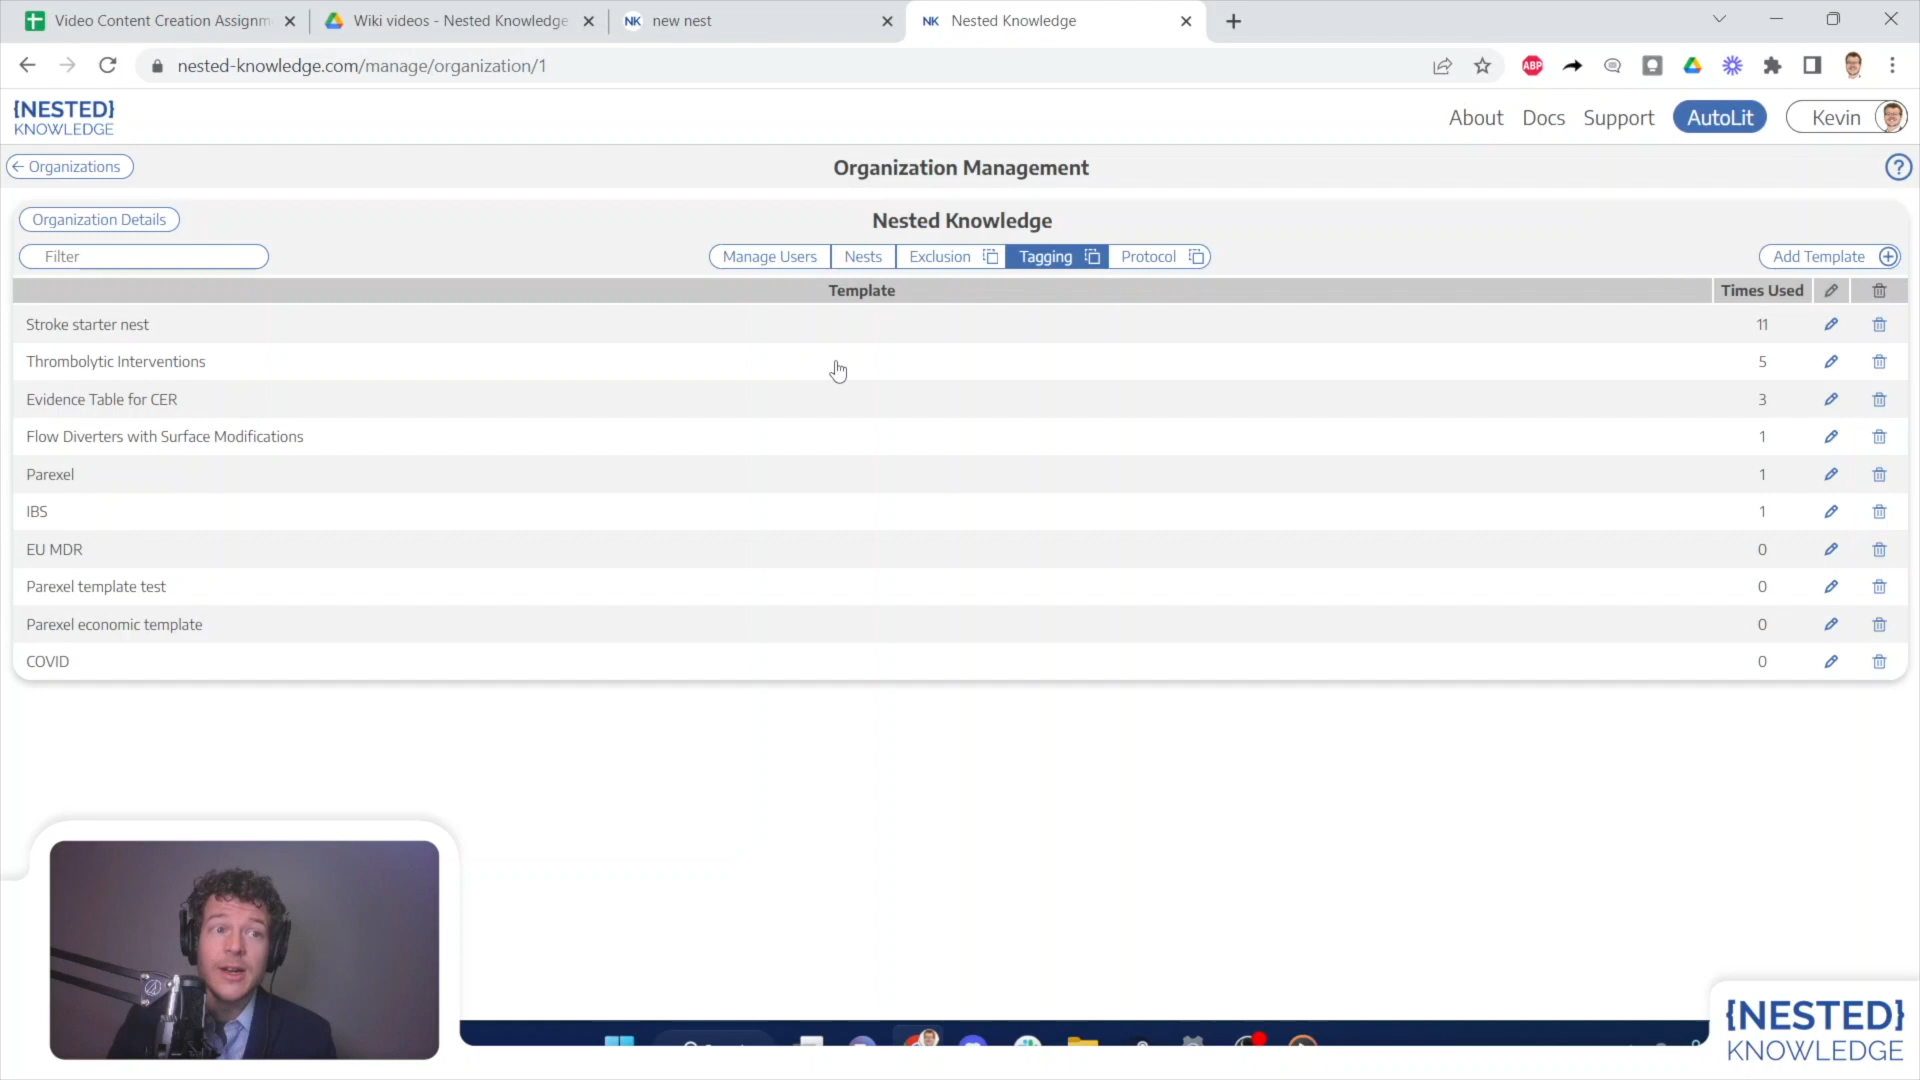 Video Content Creation Assignm
Wiki videos - Nested Knowledge
NK new nest
NK Nested Knowledge
nested-knowledge.com/manage/organization/1
ABP
{NESTED}
KNOWLEDGE
About Docs Support AutoLit Kevin
← Organizations
Organization Management
?
Organization Details
Nested Knowledge
Filter
Manage Users Nests Exclusion Tagging Protocol
Add Template
Template Times Used
Stroke starter nest 11
Thrombolytic Interventions 5
Evidence Table for CER 3
Flow Diverters with Surface Modifications 1
Parexel 1
IBS 1
EU MDR 0
Parexel template test 0
Parexel economic template 0
COVID 0
{NESTED}
KNOWLEDGE